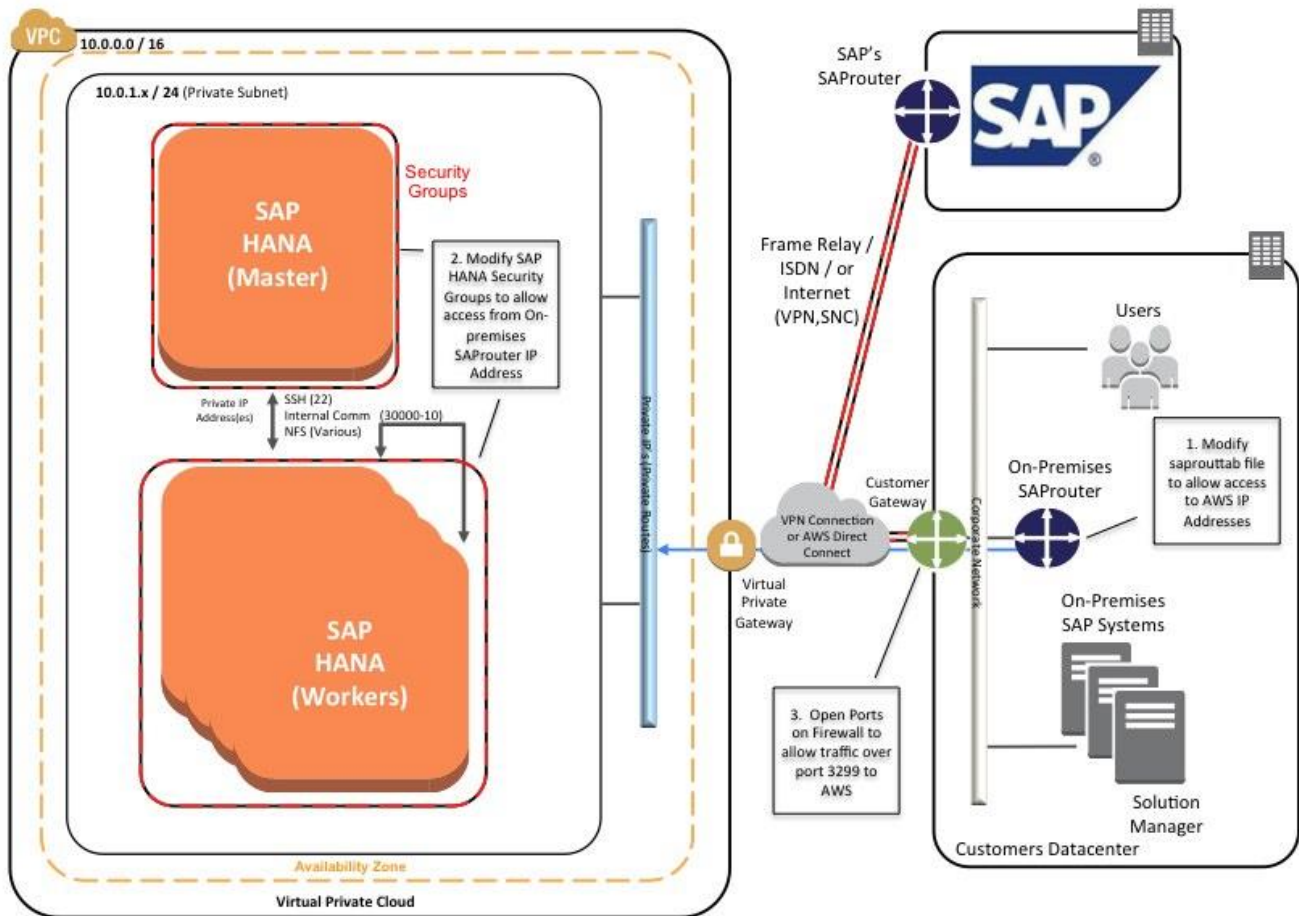 VPC
10.0.0.0 / 16
10.0.1.x / 24 (Private Subnet)
SAP
HANA
(Master)
Security
Groups
2. Modify SAP
HANA Security
Groups to allow
access from On-
premises
SAProuter IP
Address
Private IP
Address(es)
SSH (22)
Internal Comm
NFS (Various)
(30000-10)
SAP
HANA
(Workers)
Private IP's (Private Routes)
Availability Zone
Virtual Private Cloud
SAP's
SAProuter
SAP
®
Frame Relay /
ISDN / or
Internet
(VPN,SNC)
VPN Connection
or AWS Direct
Connect
Virtual
Private
Gateway
Customer
Gateway
3. Open Ports
on Firewall to
allow traffic over
port 3299 to
AWS
Corporate Network
Users
On-Premises
SAProuter
1. Modify
saprouttab file
to allow access
to AWS IP
Addresses
On-Premises
SAP Systems
Solution
Manager
Customers Datacenter